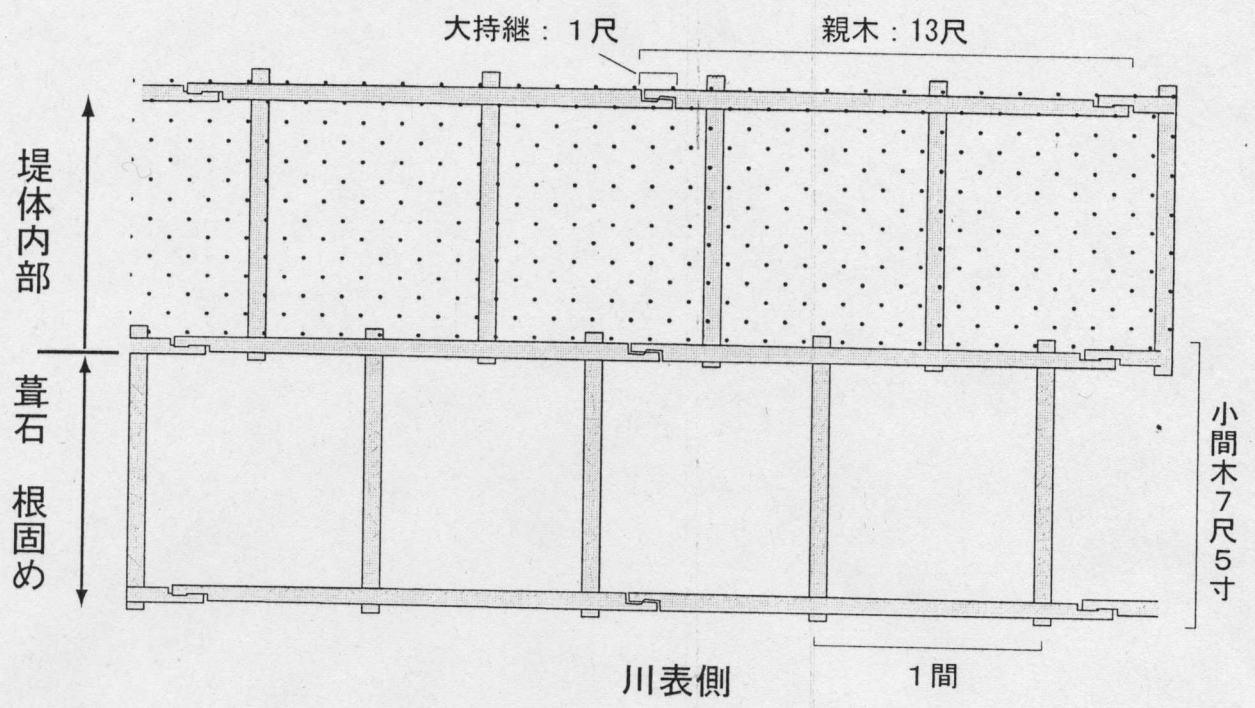 大持継：１尺
親木：13尺
堤体内部
葺石　根固め
小間木７尺５寸
川表側
１間